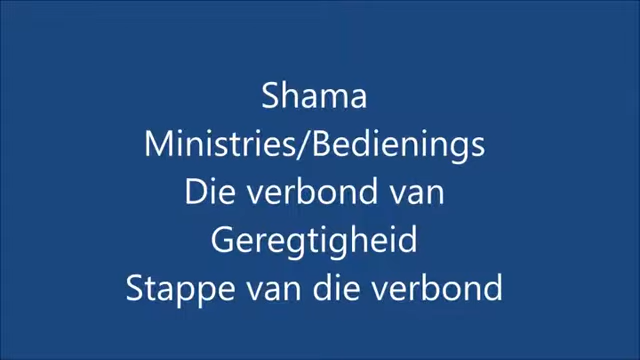 Shama
Ministries/Bedienings
Die verbond van
Geregtigheid
Stappe van die verbond